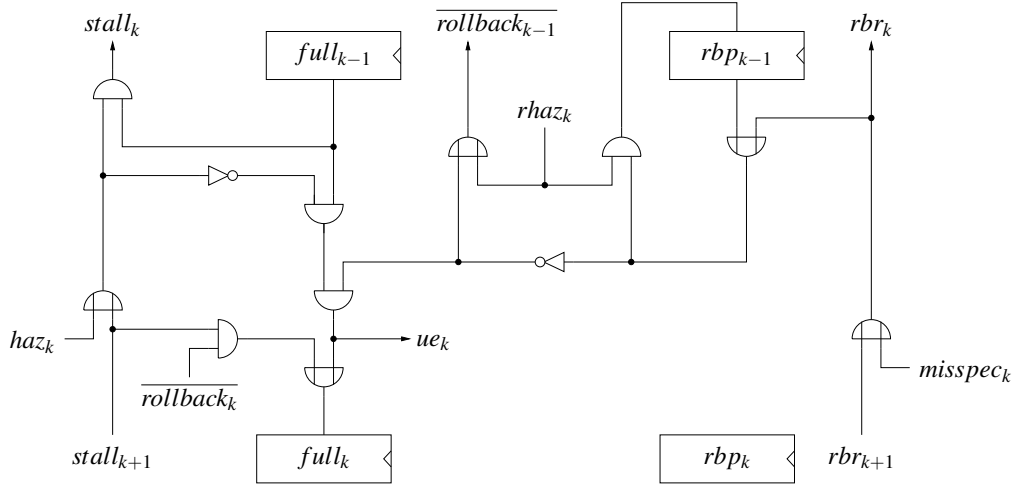 stall_k
full_{k−1}
\overline{rollback_{k−1}}
rbp_{k−1}
rbr_k
rhaz_k
haz_k
ue_k
\overline{rollback_k}
misspec_k
stall_{k+1}
full_k
rbp_k
rbr_{k+1}